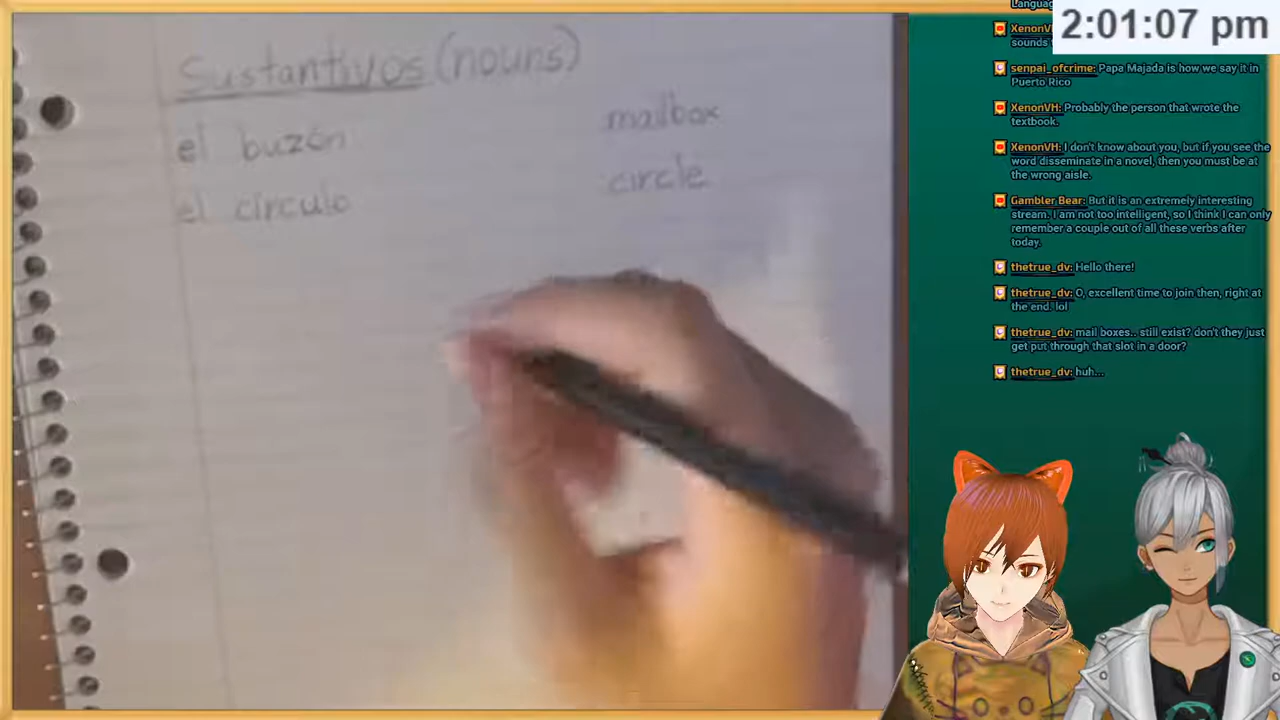 Sustantivos (nouns)
el buzón mailbox
el círculo circle
2:01:07 pm
Languag
XenonV
sounds
senpai_ofcrime: Papa Majada is how we say it in
Puerto Rico
XenonVH: Probably the person that wrote the
textbook.
XenonVH: I don't know about you, but if you see the
word disseminate in a novel, then you must be at
the wrong aisle.
Gambler Bear: But it is an extremely interesting
stream. I am not too intelligent, so I think I can only
remember a couple out of all these verbs after
today.
thetrue_dv: Hello there!
thetrue_dv: O, excellent time to join then, right at
the end. lol
thetrue_dv: mail boxes.. still exist? don't they just
get put through that slot in a door?
thetrue_dv: huh...